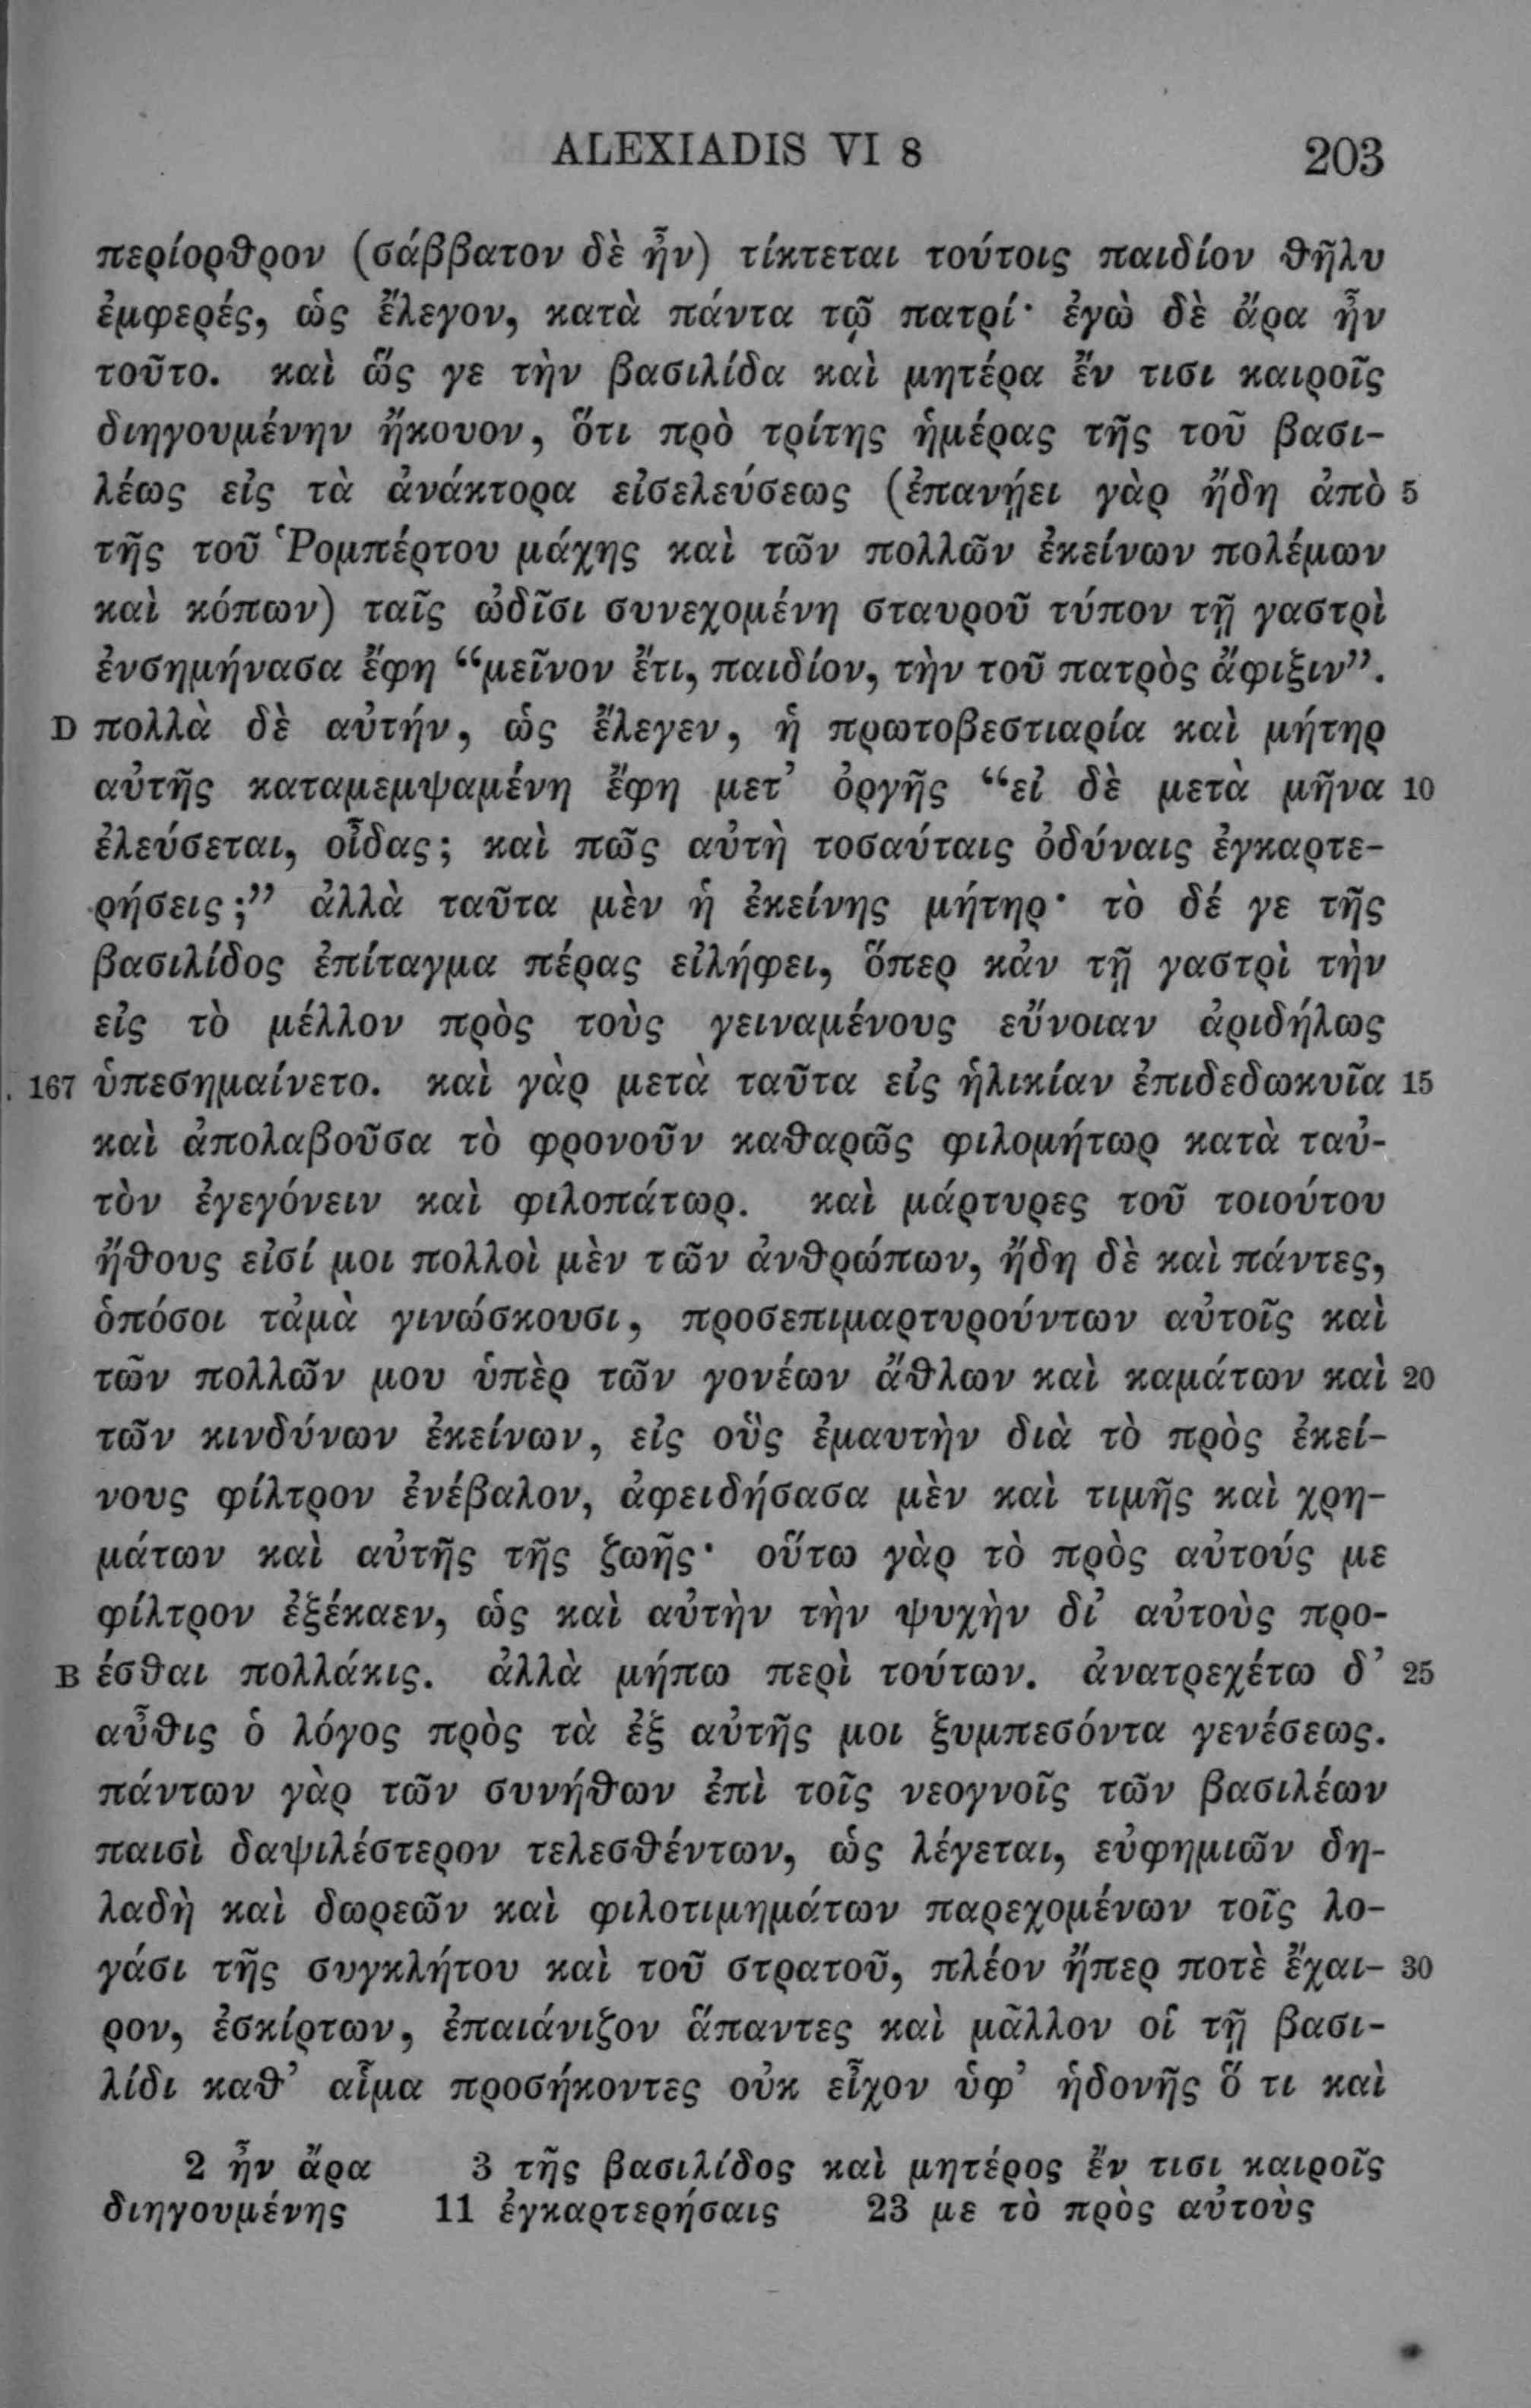 ALEXIADIS VI 8 203
περίορθρον (σάββατον δὲ ἦν) τίκτεται τούτοις παιδίον θῆλυ
ἐμφερές, ὡς ἔλεγον, κατὰ πάντα τῷ πατρί· ἐγὼ δὲ ἄρα ἦν
τοῦτο. καὶ ὥς γε τὴν βασιλίδα καὶ μητέρα ἔν τισι καιροῖς
διηγουμένην ἤκουον, ὅτι πρὸ τρίτης ἡμέρας τῆς τοῦ βασι-
λέως εἰς τὰ ἀνάκτορα εἰσελεύσεως (ἐπανῄει γὰρ ἤδη ἀπὸ 5
τῆς τοῦ Ῥομπέρτου μάχης καὶ τῶν πολλῶν ἐκείνων πολέμων
καὶ κόπων) ταῖς ὠδῖσι συνεχομένη σταυροῦ τύπον τῇ γαστρὶ
ἐνσημήνασα ἔφη “μεῖνον ἔτι, παιδίον, τὴν τοῦ πατρὸς ἄφιξιν”.
D πολλὰ δὲ αὐτήν, ὡς ἔλεγεν, ἡ πρωτοβεστιαρία καὶ μήτηρ
αὐτῆς καταμεμψαμένη ἔφη μετ’ ὀργῆς “εἰ δὲ μετὰ μῆνα 10
ἐλεύσεται, οἶδας; καὶ πῶς αὐτὴ τοσαύταις ὀδύναις ἐγκαρτε-
ρήσεις;” ἀλλὰ ταῦτα μὲν ἡ ἐκείνης μήτηρ· τὸ δέ γε τῆς
βασιλίδος ἐπίταγμα πέρας εἰλήφει, ὅπερ κἀν τῇ γαστρὶ τὴν
εἰς τὸ μέλλον πρὸς τοὺς γειναμένους εὔνοιαν ἀριδήλως
167 ὑπεσημαίνετο. καὶ γὰρ μετὰ ταῦτα εἰς ἡλικίαν ἐπιδεδωκυῖα 15
καὶ ἀπολαβοῦσα τὸ φρονοῦν καθαρῶς φιλομήτωρ κατὰ ταὐ-
τὸν ἐγεγόνειν καὶ φιλοπάτωρ. καὶ μάρτυρες τοῦ τοιούτου
ἤθους εἰσί μοι πολλοὶ μὲν τῶν ἀνθρώπων, ἤδη δὲ καὶ πάντες,
ὁπόσοι τἀμὰ γινώσκουσι, προσεπιμαρτυρούντων αὐτοῖς καὶ
τῶν πολλῶν μου ὑπὲρ τῶν γονέων ἄθλων καὶ καμάτων καὶ 20
τῶν κινδύνων ἐκείνων, εἰς οὓς ἐμαυτὴν διὰ τὸ πρὸς ἐκεί-
νους φίλτρον ἐνέβαλον, ἀφειδήσασα μὲν καὶ τιμῆς καὶ χρη-
μάτων καὶ αὐτῆς τῆς ζωῆς· οὕτω γὰρ τὸ πρὸς αὐτούς με
φίλτρον ἐξέκαεν, ὡς καὶ αὐτὴν τὴν ψυχὴν δι’ αὐτοὺς προ-
B έσθαι πολλάκις. ἀλλὰ μήπω περὶ τούτων. ἀνατρεχέτω δ’ 25
αὖθις ὁ λόγος πρὸς τὰ ἐξ αὐτῆς μοι ξυμπεσόντα γενέσεως.
πάντων γὰρ τῶν συνήθων ἐπὶ τοῖς νεογνοῖς τῶν βασιλέων
παισὶ δαψιλέστερον τελεσθέντων, ὡς λέγεται, εὐφημιῶν δη-
λαδὴ καὶ δωρεῶν καὶ φιλοτιμημάτων παρεχομένων τοῖς λο-
γάσι τῆς συγκλήτου καὶ τοῦ στρατοῦ, πλέον ἤπερ ποτὲ ἔχαι- 30
ρον, ἐσκίρτων, ἐπαιάνιζον ἅπαντες καὶ μᾶλλον οἱ τῇ βασι-
λίδι καθ’ αἷμα προσήκοντες οὐκ εἶχον ὑφ’ ἡδονῆς ὅ τι καὶ
2 ἦν ἄρα 3 τῆς βασιλίδος καὶ μητέρος ἔν τισι καιροῖς
διηγουμένης 11 ἐγκαρτερήσαις 23 με τὸ πρὸς αὐτοὺς